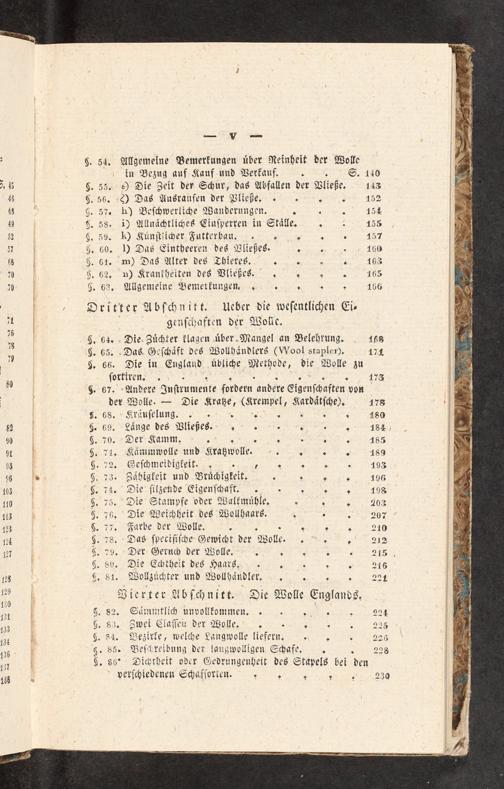 — V —
§. 54. Allgemeine Bemerkungen über Reinheit der Wolle
in Bezug auf Kauf und Verkauf. . . S. 140
§. 55. e) Die Zeit der Schur, das Abfallen der Vließe. 143
§. 56. ζ) Das Ausraufen der Vließe. . . . . 152
§. 57. h) Beschwerliche Wanderungen. . . . . 154
§. 58. i) Allnächtliches Einsperren in Ställe. . . . 155
§. 59. k) Künstlicher Futterbau. . . . . . 157
§. 60. l) Das Eintheeren des Vließes. . . . . 160
§. 61. m) Das Alter des Thieres. . . . . . 163
§. 62. n) Krankheiten des Vließes. . . . . 165
§. 63. Allgemeine Bemerkungen. . . . . . 166
Dritter Abschnitt. Ueber die wesentlichen Ei-
genschaften der Wolle.
§. 64. Die Züchter klagen über Mangel an Belehrung. 168
§. 65. Das Geschäft des Wollhändlers (Wool stapler). 171
§. 66. Die in England übliche Methode, die Wolle zu
sortiren. . . . . . . . . 173
§. 67. Andere Instrumente fordern andere Eigenschaften von
der Wolle. — Die Kratze, (Krempel, Kardätsche). 178
§. 68. Kräuselung. . . . . . . . 180
§. 69. Länge des Vließes. . . . . . . 184
§. 70. Der Kamm. . . . . . . . 185
§. 71. Kämmwolle und Kratzwolle. . . . . 189
§. 72. Geschmeidigkeit. . . . . . . 193
§. 73. Zähigkeit und Brüchigkeit. . . . . 196
§. 74. Die filzende Eigenschaft. . . . . . 198
§. 75. Die Stampfe oder Walkmühle. . . . . 203
§. 76. Die Weichheit des Wollhaars. . . . . 207
§. 77. Farbe der Wolle. . . . . . . 210
§. 78. Das specifische Gewicht der Wolle. . . . 212
§. 79. Der Geruch der Wolle. . . . . . 215
§. 80. Die Echtheit des Haars. . . . . . 216
§. 81. Wollzüchter und Wollhändler. . . . . 221
Vierter Abschnitt. Die Wolle Englands.
§. 82. Sämmtlich unvollkommen. . . . . . 224
§. 83. Zwei Classen der Wolle. . . . . . 225
§. 84. Bezirke, welche Langwolle liefern. . . . 226
§. 85. Beschreibung der langwolligen Schafe. . . 228
§. 86. Dichtheit oder Gedrungenheit des Stapels bei den
verschiedenen Schafsorten. . . . . . 230